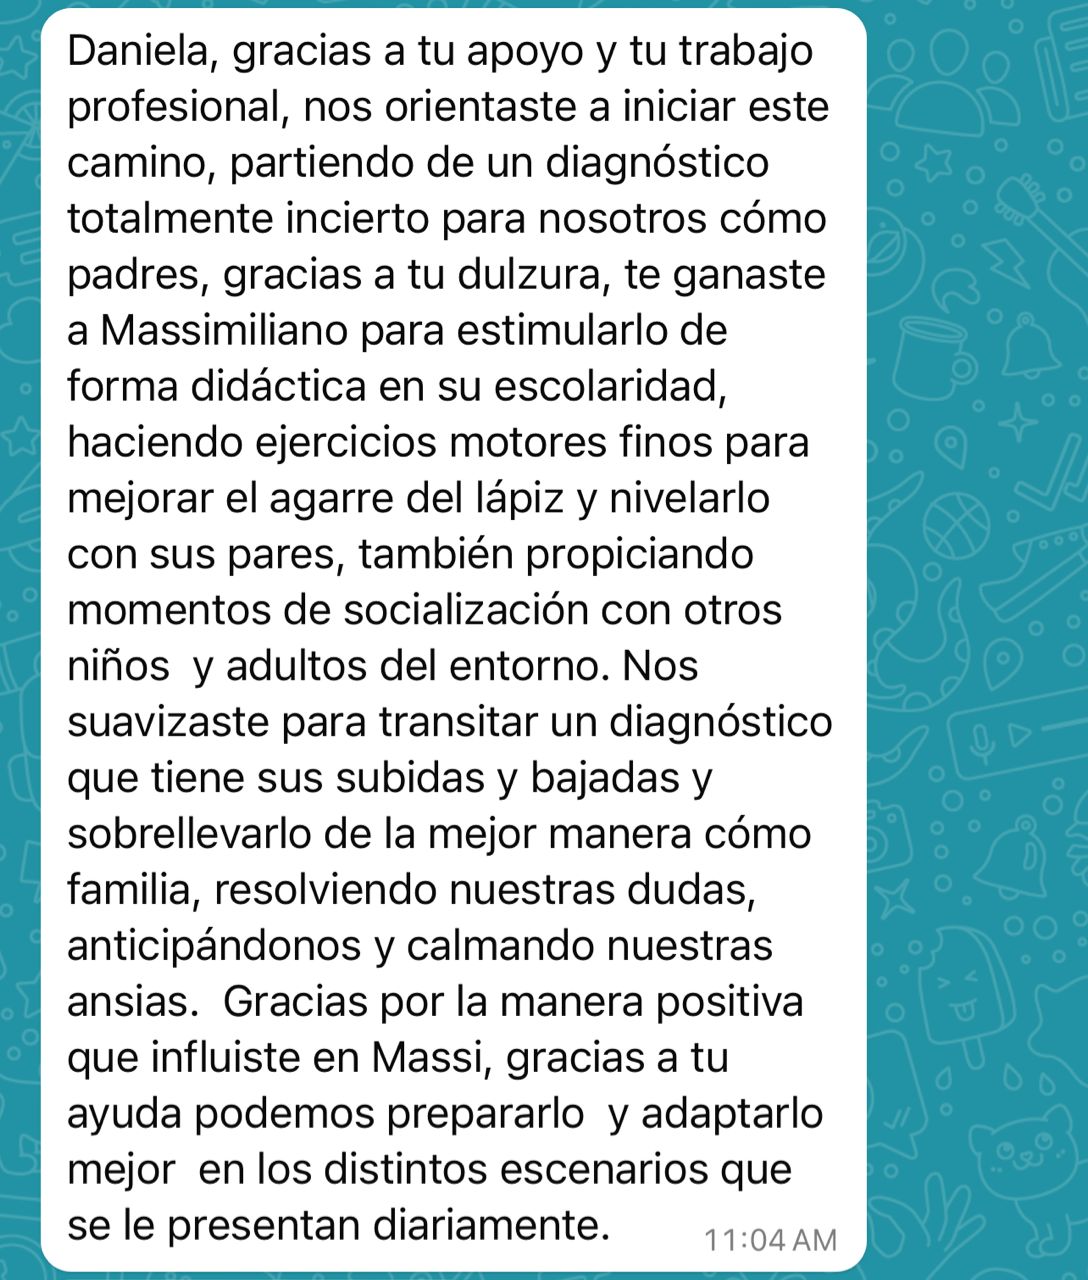 Daniela, gracias a tu apoyo y tu trabajo
profesional, nos orientaste a iniciar este
camino, partiendo de un diagnóstico
totalmente incierto para nosotros cómo
padres, gracias a tu dulzura, te ganaste
a Massimiliano para estimularlo de
forma didáctica en su escolaridad,
haciendo ejercicios motores finos para
mejorar el agarre del lápiz y nivelarlo
con sus pares, también propiciando
momentos de socialización con otros
niños  y adultos del entorno. Nos
suavizaste para transitar un diagnóstico
que tiene sus subidas y bajadas y
sobrellevarlo de la mejor manera cómo
familia, resolviendo nuestras dudas,
anticipándonos y calmando nuestras
ansias.  Gracias por la manera positiva
que influiste en Massi, gracias a tu
ayuda podemos prepararlo  y adaptarlo
mejor  en los distintos escenarios que
se le presentan diariamente.
11:04 AM